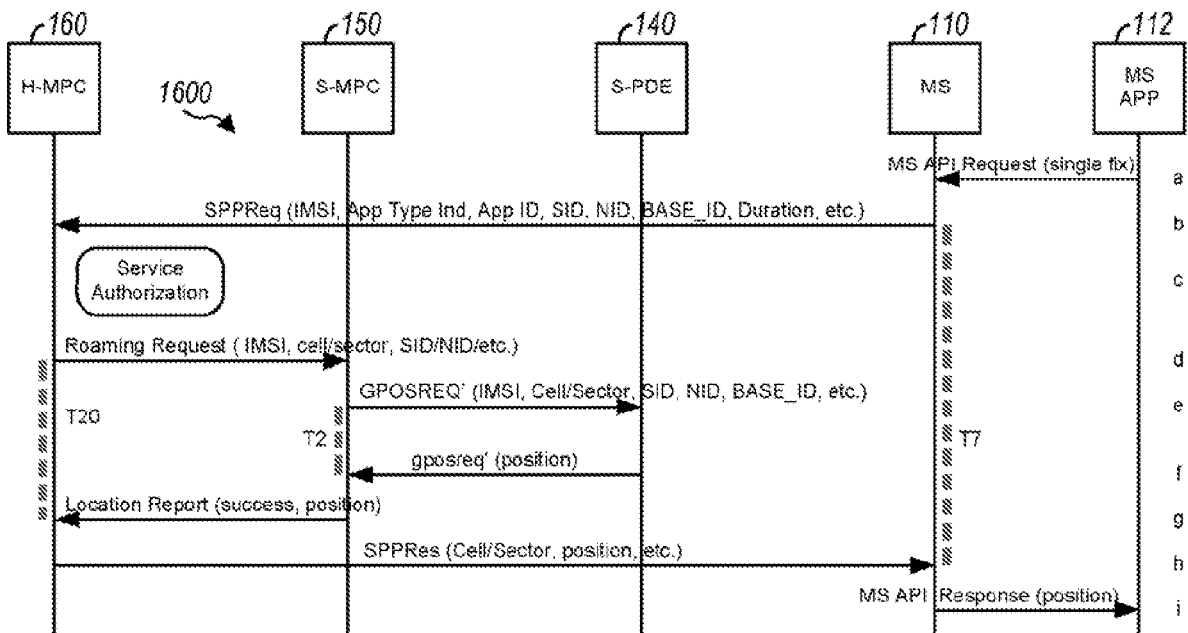 160
150
140
110
112
H-MPC
S-MPC
S-PDE
MS
MS
APP
1600
MS API Request (single fix)
a
SPPReq (IMSI, App Type Ind, App ID, SID, NID, BASE_ID, Duration, etc.)
b
Service
Authorization
c
Roaming Request ( IMSI, cell/sector, SID/NID/etc.)
d
GPOSREQ' (IMSI, Cell/Sector, SID, NID, BASE_ID, etc.)
e
T20
T2
T7
gposreq' (position)
f
Location Report (success, position)
g
SPPRes (Cell/Sector, position, etc.)
h
MS API Response (position)
i